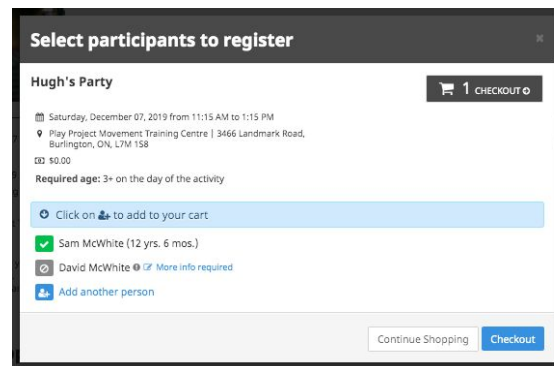 Select participants to register
×
Hugh's Party
1 CHECKOUT
Saturday, December 07, 2019 from 11:15 AM to 1:15 PM
Play Project Movement Training Centre | 3466 Landmark Road,
Burlington, ON, L7M 1S8
$0.00
Required age: 3+ on the day of the activity
Click on to add to your cart
Sam McWhite (12 yrs. 6 mos.)
David McWhite More info required
Add another person
Continue Shopping
Checkout